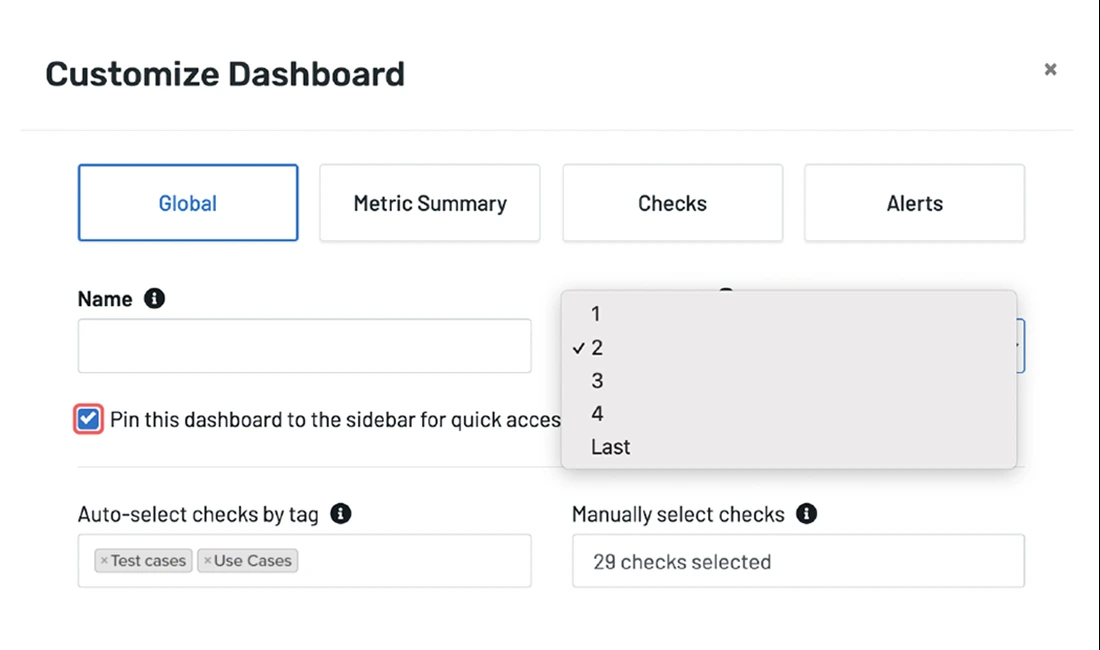 Customize Dashboard
Global
Metric Summary
Checks
Alerts
Name
1
2
3
4
Last
Pin this dashboard to the sidebar for quick acces
Auto-select checks by tag
Manually select checks
×Test cases ×Use Cases
29 checks selected